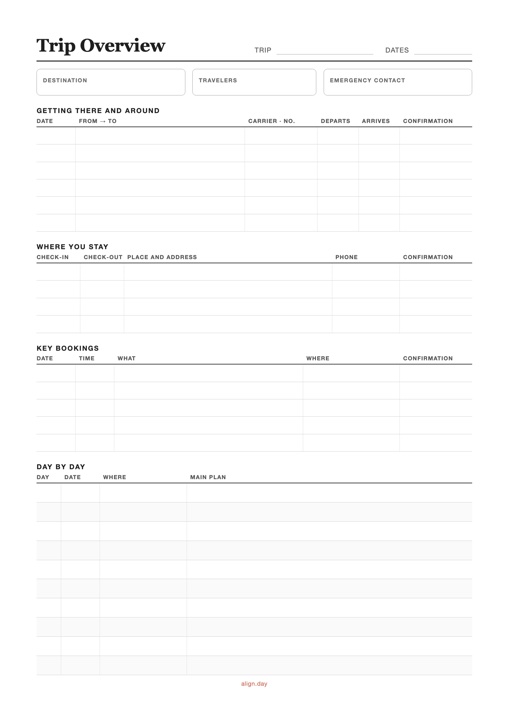 Trip Overview TRIP DATES
DESTINATION TRAVELERS EMERGENCY CONTACT
GETTING THERE AND AROUND
DATE FROM → TO CARRIER · NO. DEPARTS ARRIVES CONFIRMATION
WHERE YOU STAY
CHECK-IN CHECK-OUT PLACE AND ADDRESS PHONE CONFIRMATION
KEY BOOKINGS
DATE TIME WHAT WHERE CONFIRMATION
DAY BY DAY
DAY DATE WHERE MAIN PLAN
align.day